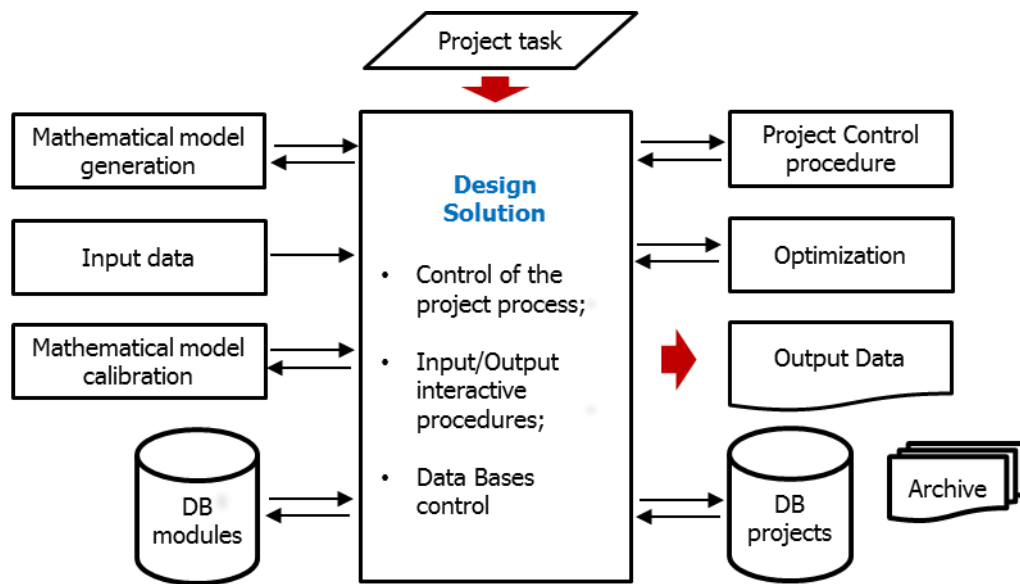 Project task
Mathematical model
generation
Input data
Mathematical model
calibration
DB
modules
Design
Solution
• Control of the
project process;
• Input/Output
interactive
procedures;
• Data Bases
control
Project Control
procedure
Optimization
Output Data
DB
projects
Archive